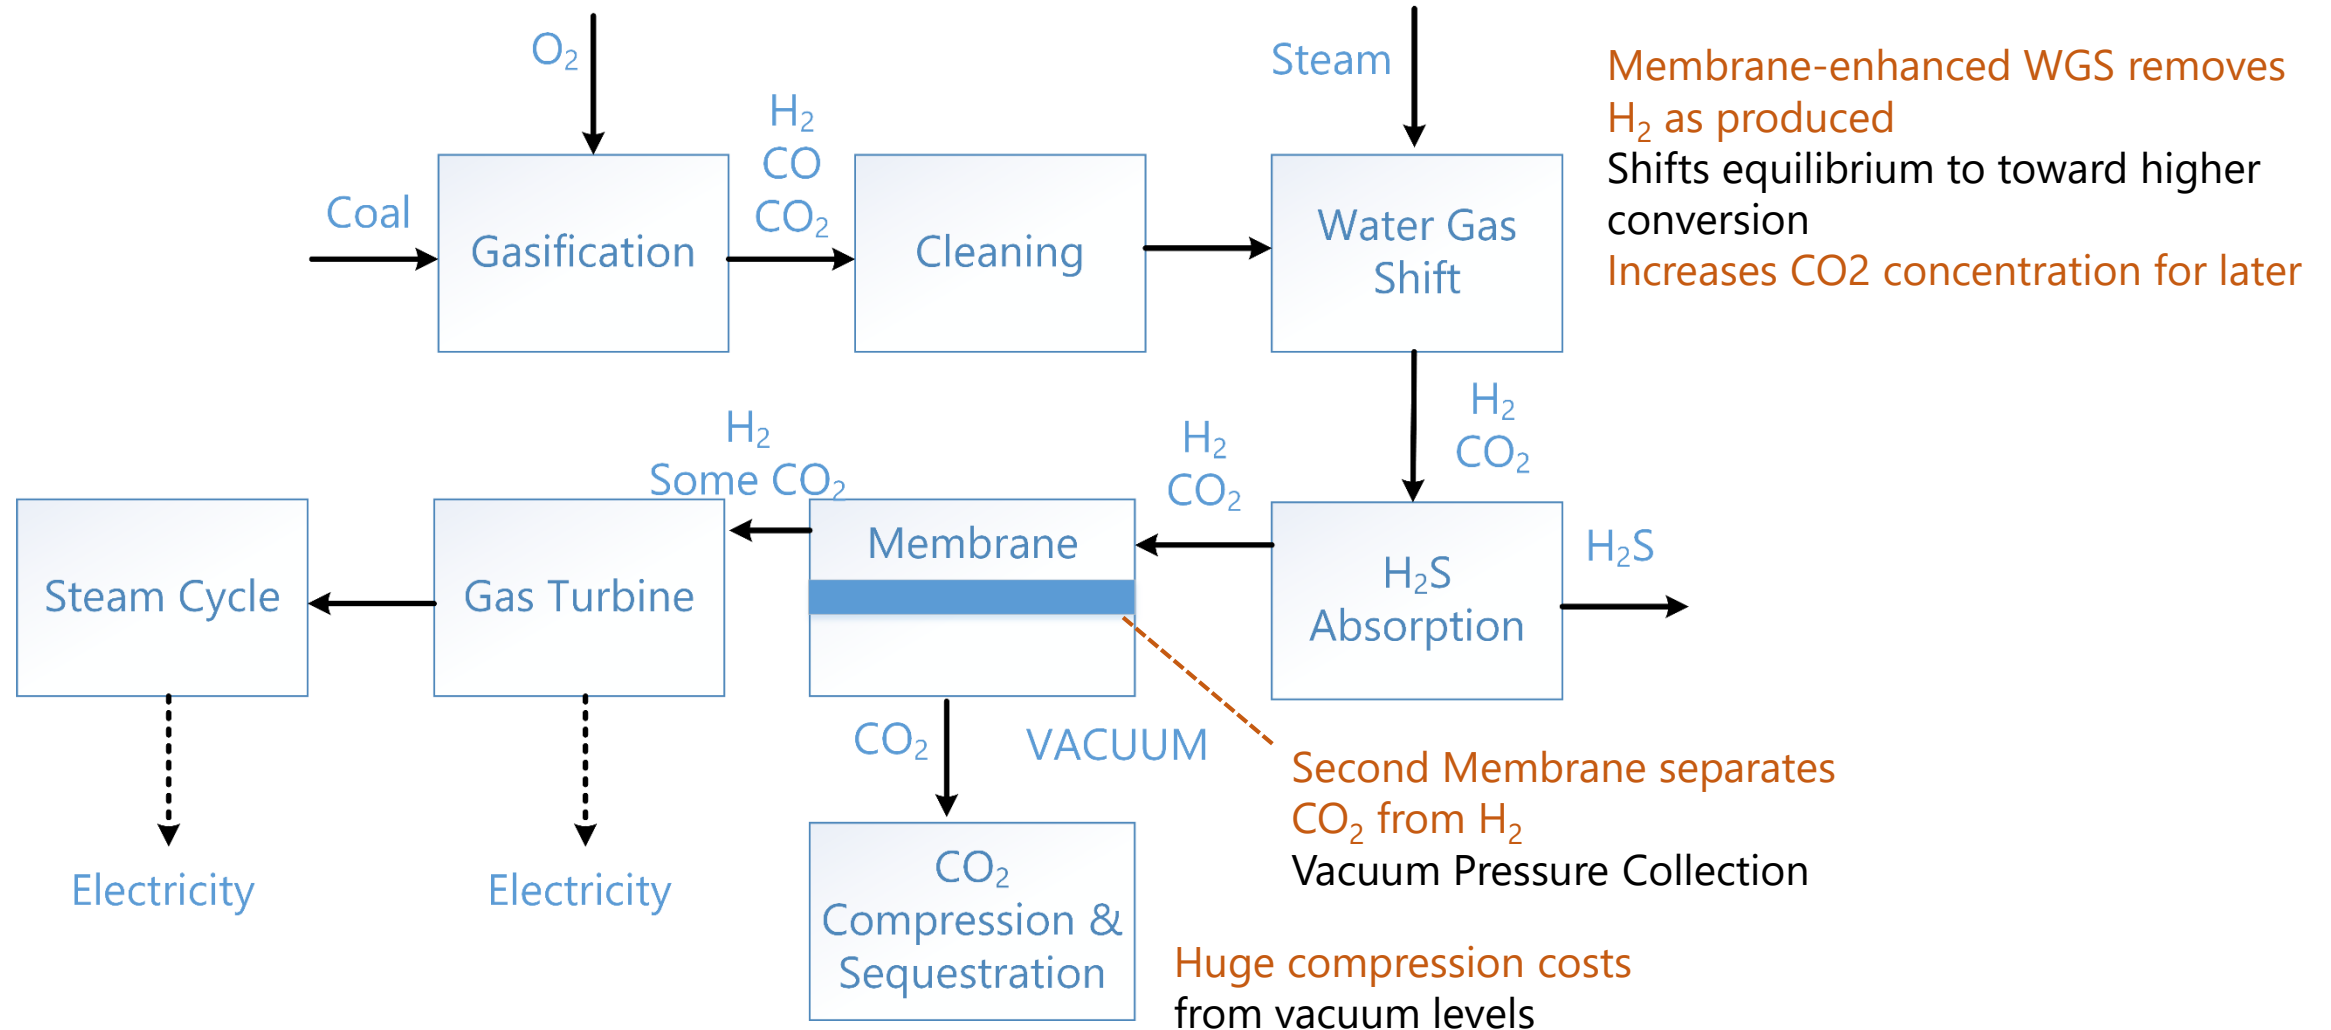 O₂
Steam
Membrane-enhanced WGS removes
H₂ as produced
Shifts equilibrium to toward higher
conversion
Increases CO2 concentration for later
Coal
Gasification
H₂
CO
CO₂
Cleaning
Water Gas
Shift
H₂
CO₂
H₂S
Absorption
H₂S
H₂
CO₂
Membrane
H₂
Some CO₂
Gas Turbine
Steam Cycle
Electricity
Electricity
CO₂
VACUUM
Second Membrane separates
CO₂ from H₂
Vacuum Pressure Collection
CO₂
Compression &
Sequestration
Huge compression costs
from vacuum levels